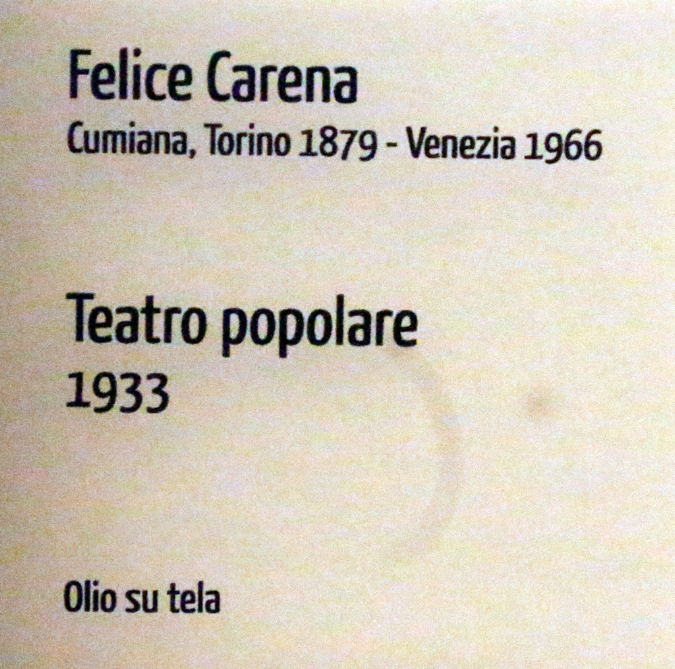 Felice Carena
Cumiana, Torino 1879 - Venezia 1966
Teatro popolare
1933
Olio su tela